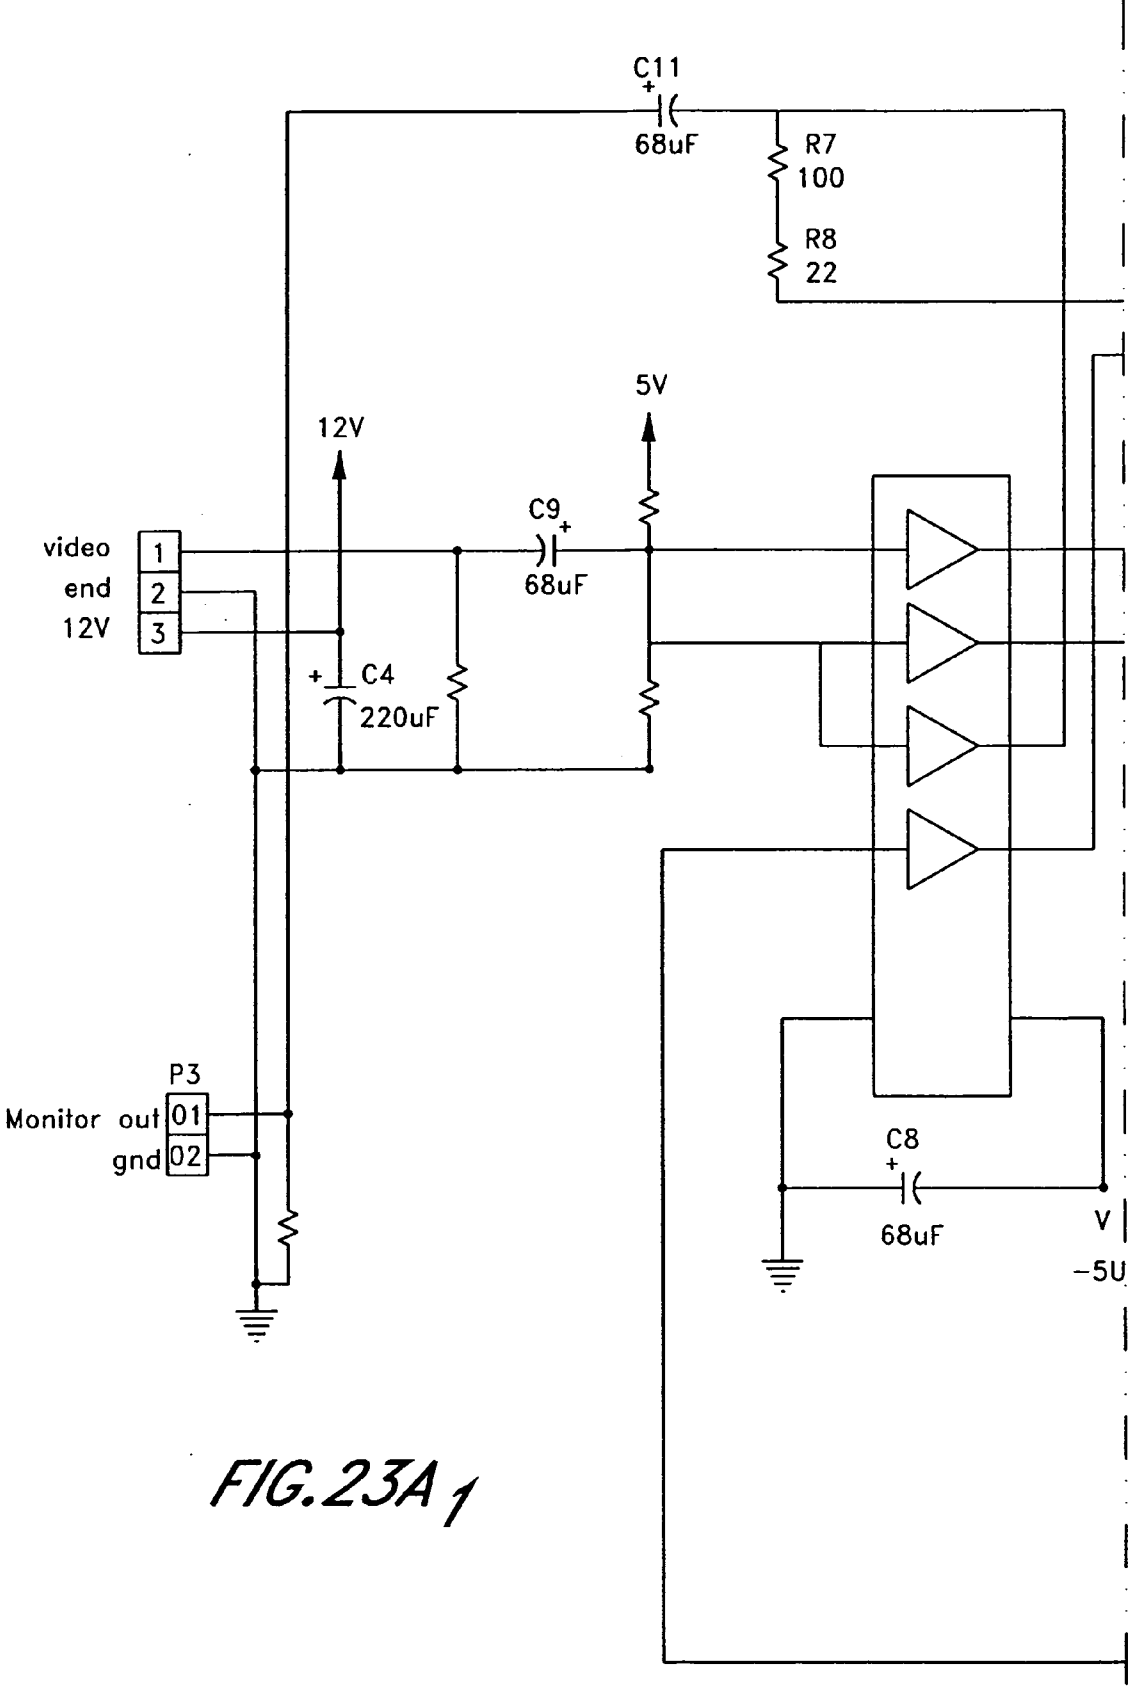 C11
+
68uF
R7
100
R8
22
5V
12V
C9
+
68uF
video 1
end 2
12V 3
+ C4
220uF
P3
Monitor out 01
gnd 02
C8
+
68uF
V
-5U
FIG.23A1